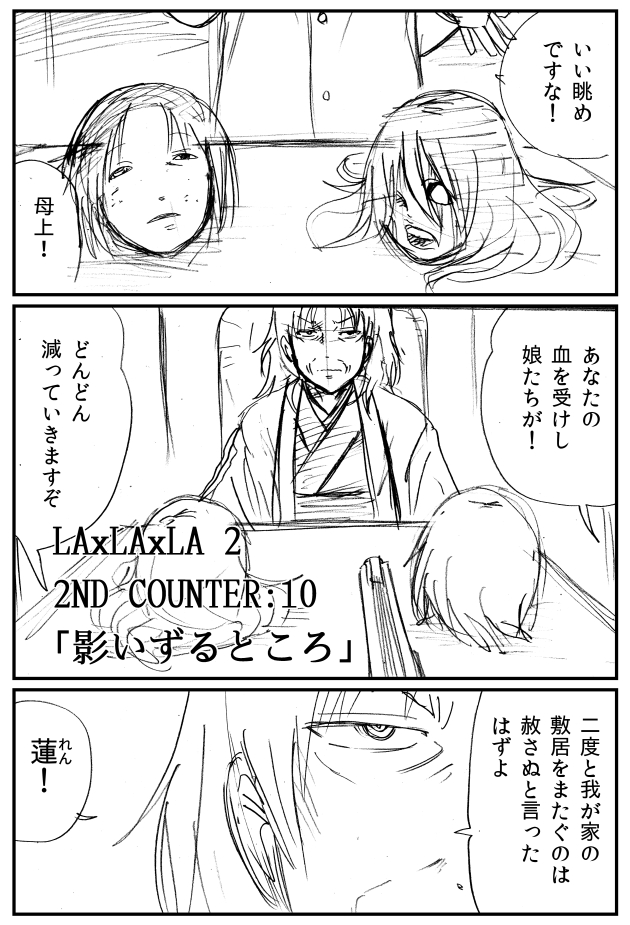 いい眺め
ですな！
母上！
あなたの
血を受けし
娘たちが！
どんどん
減っていきますぞ
LAxLAxLA 2
2ND COUNTER:10
「影いずるところ」
二度と我が家の
敷居をまたぐのは
赦さぬと言った
はずよ
蓮！
れん